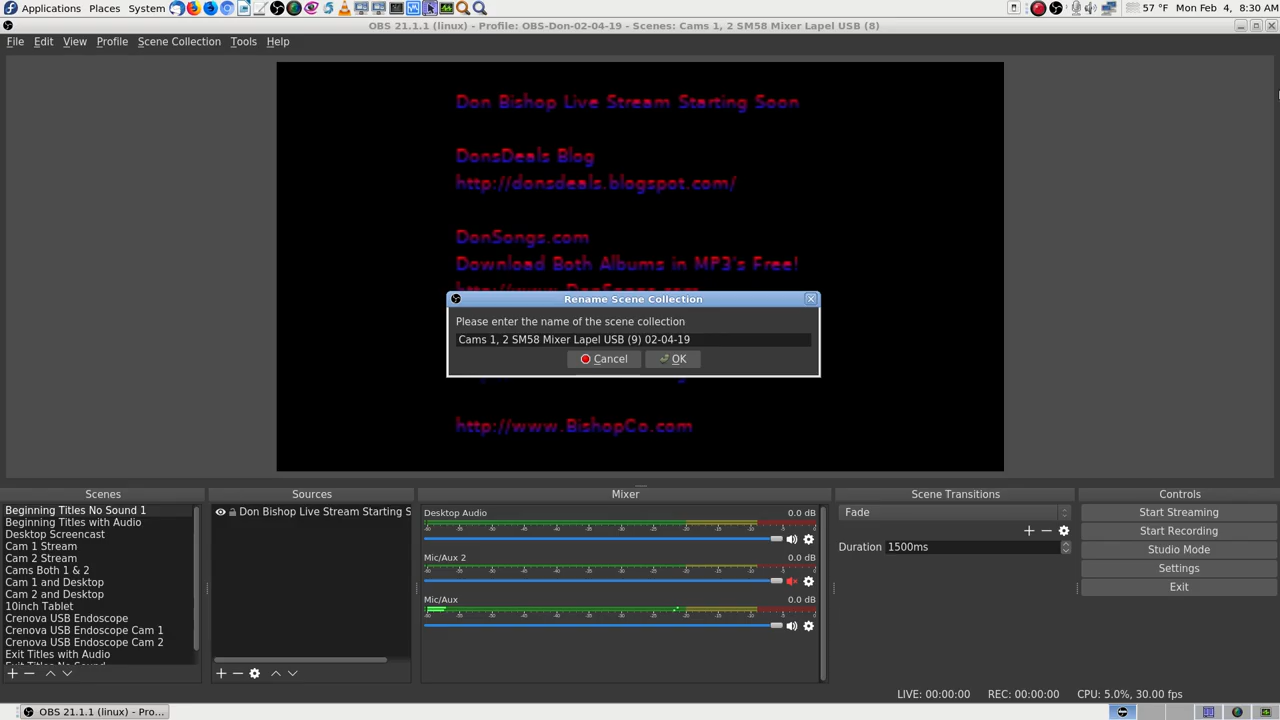 Applications Places System
57 °F Mon Feb 4, 8:30 AM
OBS 21.1.1 (linux) - Profile: OBS-Don-02-04-19 - Scenes: Cams 1, 2 SM58 Mixer Lapel USB (8)
File Edit View Profile Scene Collection Tools Help
Don Bishop Live Stream Starting Soon
DonsDeals Blog
http://donsdeals.blogspot.com/
DonSongs.com
Download Both Albums in MP3's Free!
http://www.DonSongs.com
Rename Scene Collection
Please enter the name of the scene collection
Cams 1, 2 SM58 Mixer Lapel USB (9) 02-04-19
Cancel OK
http://www.BishopCo.com
Scenes
Beginning Titles No Sound 1
Beginning Titles with Audio
Desktop Screencast
Cam 1 Stream
Cam 2 Stream
Cams Both 1 & 2
Cam 1 and Desktop
Cam 2 and Desktop
10inch Tablet
Crenova USB Endoscope
Crenova USB Endoscope Cam 1
Crenova USB Endoscope Cam 2
Exit Titles with Audio
Exit Titles No Sound
Sources
Don Bishop Live Stream Starting S
Mixer
Desktop Audio 0.0 dB
Mic/Aux 2 0.0 dB
Mic/Aux 0.0 dB
Scene Transitions
Fade
Duration 1500ms
Controls
Start Streaming
Start Recording
Studio Mode
Settings
Exit
LIVE: 00:00:00 REC: 00:00:00 CPU: 5.0%, 30.00 fps
OBS 21.1.1 (linux) - Pro...